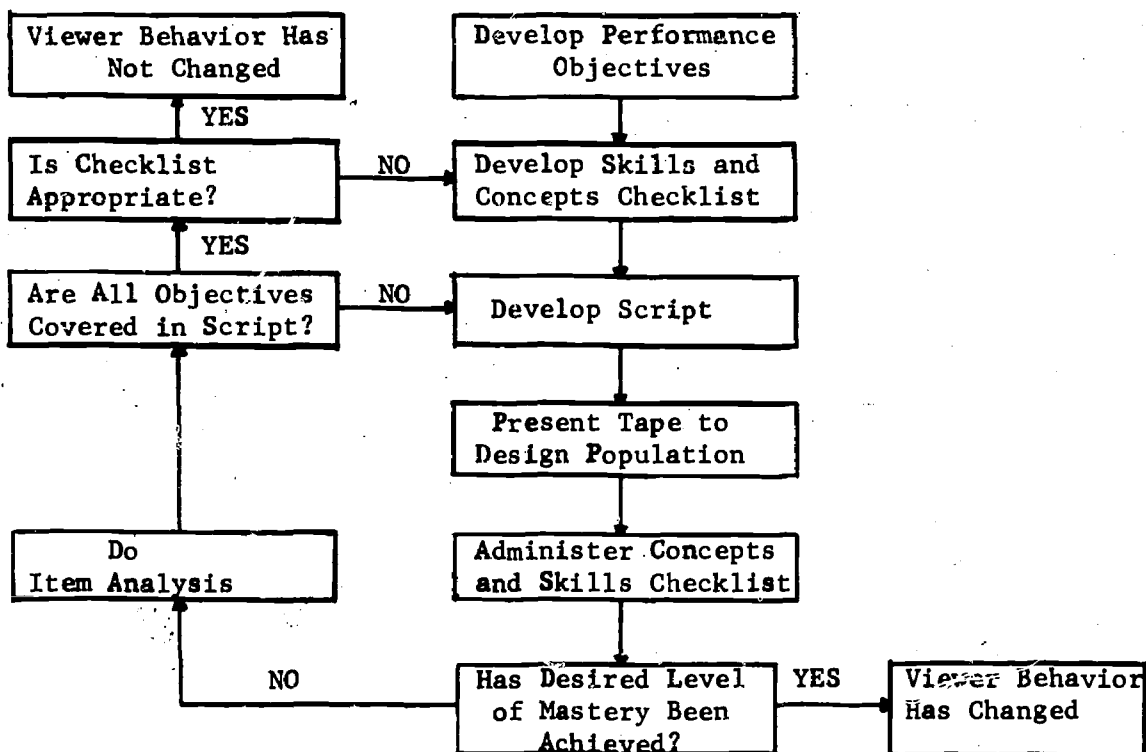 Viewer Behavior Has
Not Changed
Develop Performance
Objectives
YES
Is Checklist
Appropriate?
NO
Develop Skills and
Concepts Checklist
YES
Are All Objectives
Covered in Script?
NO
Develop Script
Present Tape to
Design Population
Do
Item Analysis
Administer Concepts
and Skills Checklist
NO
Has Desired Level
of Mastery Been
Achieved?
YES
Viewer Behavior
Has Changed